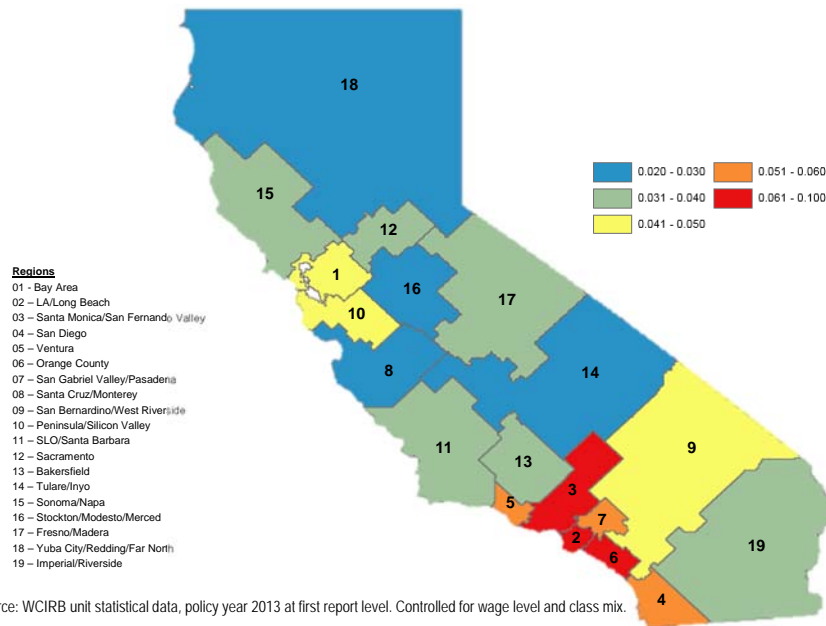 18
0.020 - 0.030
0.051 - 0.060
0.031 - 0.040
0.061 - 0.100
0.041 - 0.050
15
12
1
16
17
10
8
14
11
13
9
3
5
7
2
6
19
4
Regions
01 - Bay Area
02 – LA/Long Beach
03 – Santa Monica/San Fernando Valley
04 – San Diego
05 – Ventura
06 – Orange County
07 – San Gabriel Valley/Pasadena
08 – Santa Cruz/Monterey
09 – San Bernardino/West Riverside
10 – Peninsula/Silicon Valley
11 – SLO/Santa Barbara
12 – Sacramento
13 – Bakersfield
14 – Tulare/Inyo
15 – Sonoma/Napa
16 – Stockton/Modesto/Merced
17 – Fresno/Madera
18 – Yuba City/Redding/Far North
19 – Imperial/Riverside
rce: WCIRB unit statistical data, policy year 2013 at first report level. Controlled for wage level and class mix.